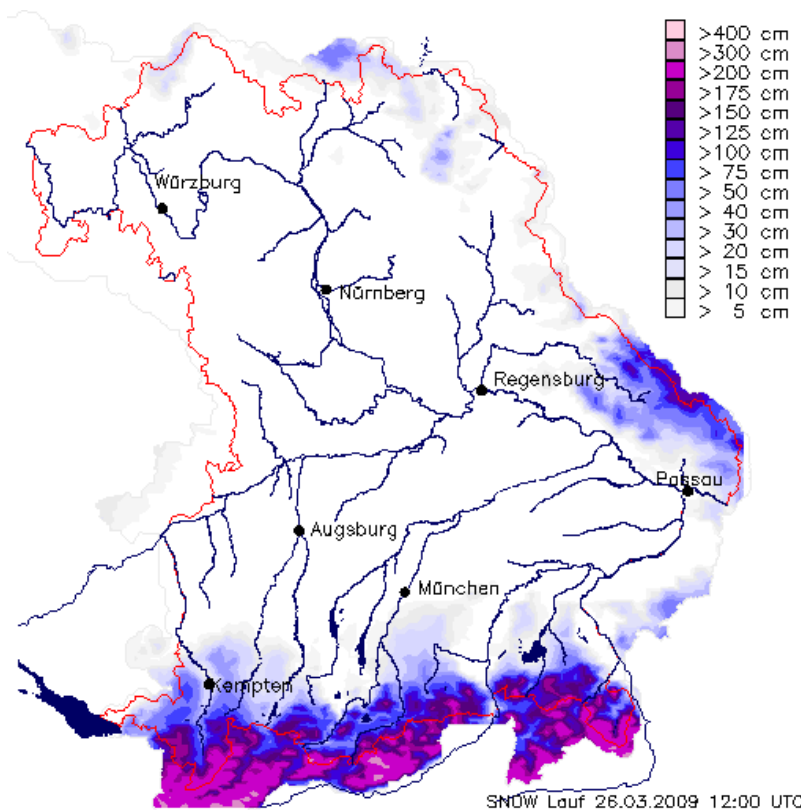 >400 cm
>300 cm
>200 cm
>175 cm
>150 cm
>125 cm
>100 cm
> 75 cm
> 50 cm
> 40 cm
> 30 cm
> 20 cm
> 15 cm
> 10 cm
> 5 cm
Würzburg
Nürnberg
Regensburg
Passau
Augsburg
München
Kempten
SNOW Lauf 26.03.2009 12:00 UTC